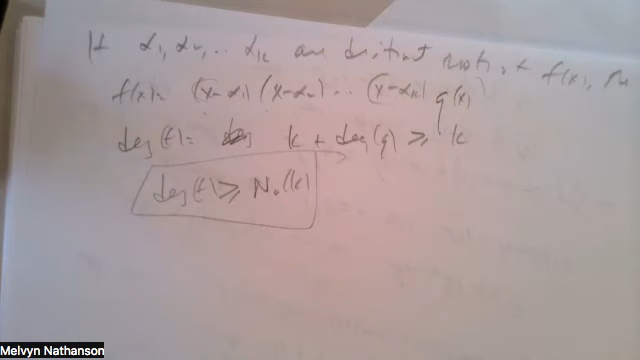 If α₁, α₂, ... αₖ are distinct roots of f(x), then
f(x) = (x-α₁)(x-α₂)...(x-αₖ) g(x)
deg(f) = k + deg(g) ≥ k
deg(f) ≥ N₀(k)
Melvyn Nathanson